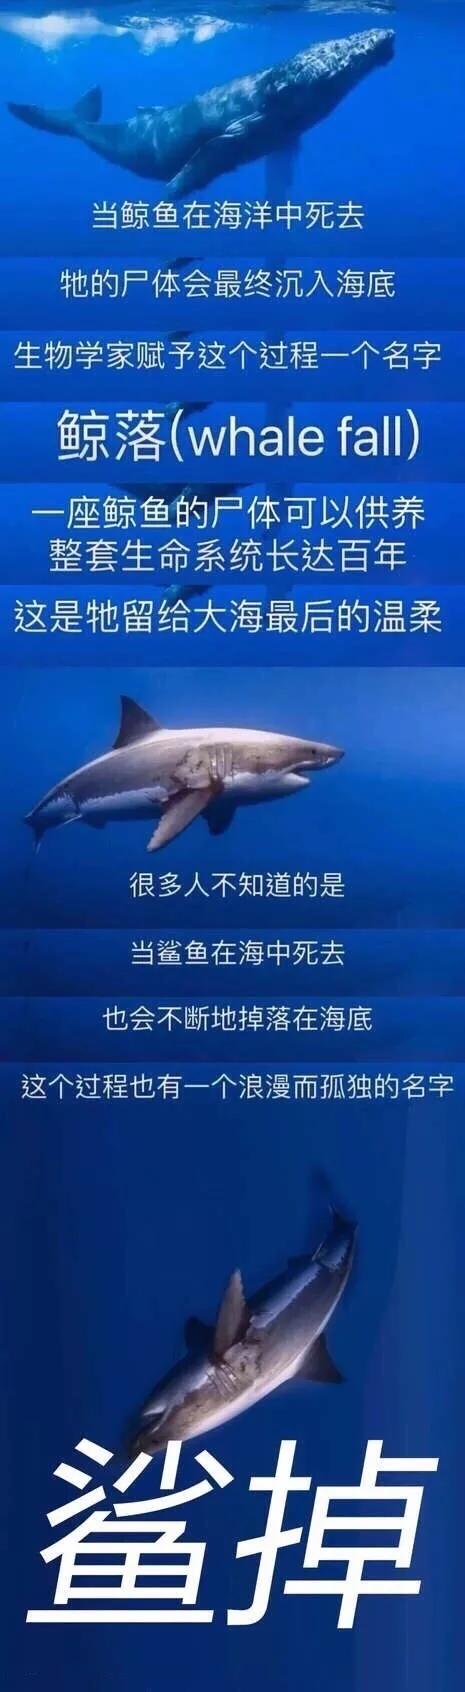 当鲸鱼在海洋中死去
牠的尸体会最终沉入海底
生物学家赋予这个过程一个名字
鲸落(whale fall)
一座鲸鱼的尸体可以供养
整套生命系统长达百年
这是牠留给大海最后的温柔
很多人不知道的是
当鲨鱼在海中死去
也会不断地掉落在海底
这个过程也有一个浪漫而孤独的名字
鲨掉